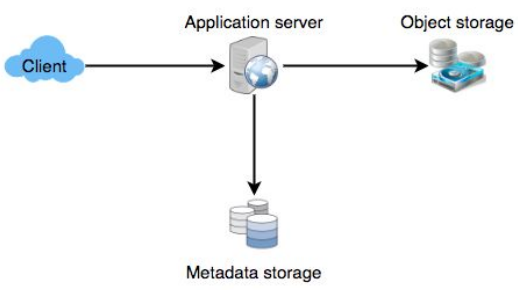 Application server
Object storage
Client
Metadata storage